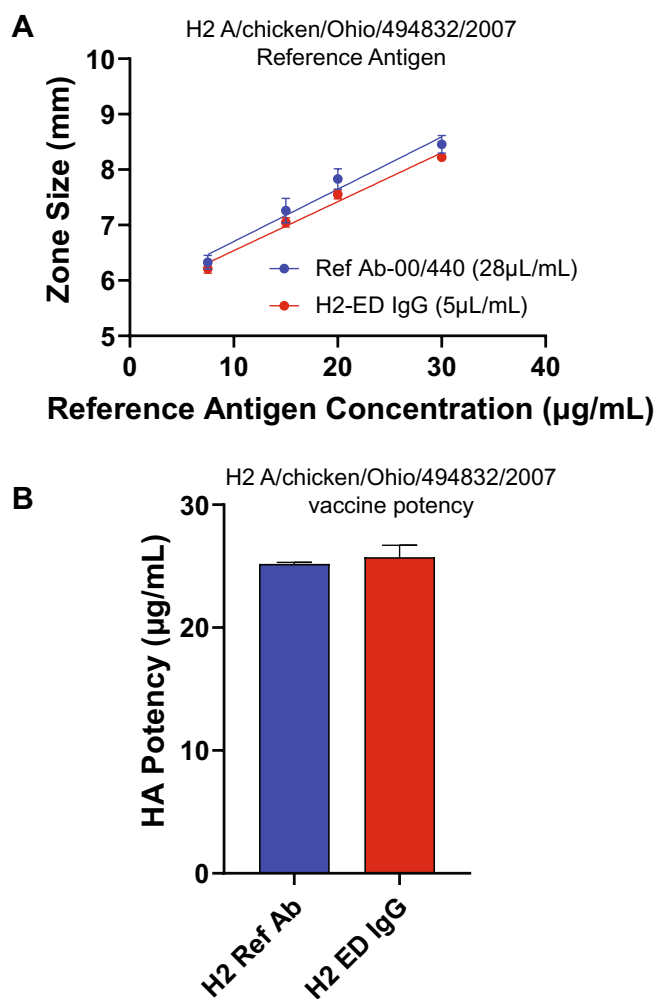 A
H2 A/chicken/Ohio/494832/2007
Reference Antigen
10
9
8
7
6
5
Zone Size (mm)
Ref Ab-00/440 (28µL/mL)
H2-ED IgG (5µL/mL)
0
10
20
30
40
Reference Antigen Concentration (µg/mL)
B
H2 A/chicken/Ohio/494832/2007
vaccine potency
30
20
10
0
HA Potency (µg/mL)
H2 Ref Ab
H2 ED IgG